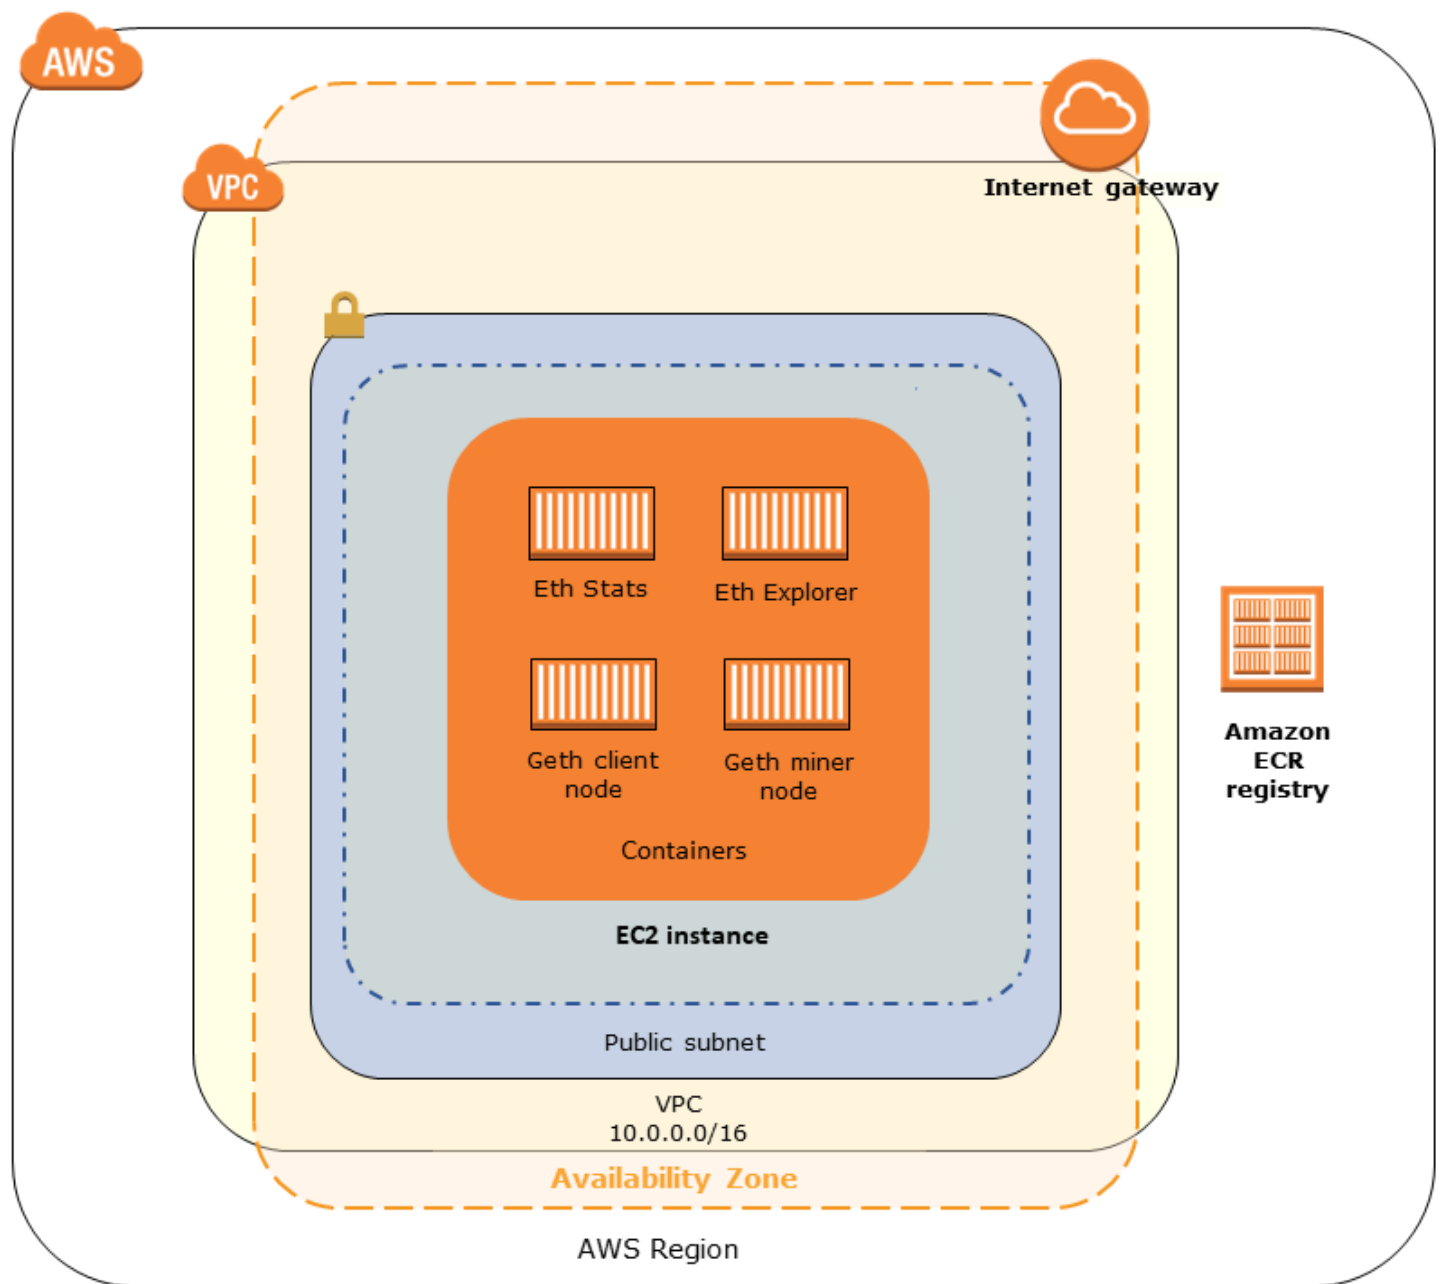 AWS
VPC
Internet gateway
Eth Stats
Eth Explorer
Geth client
node
Geth miner
node
Containers
EC2 instance
Public subnet
VPC
10.0.0.0/16
Availability Zone
AWS Region
Amazon
ECR
registry